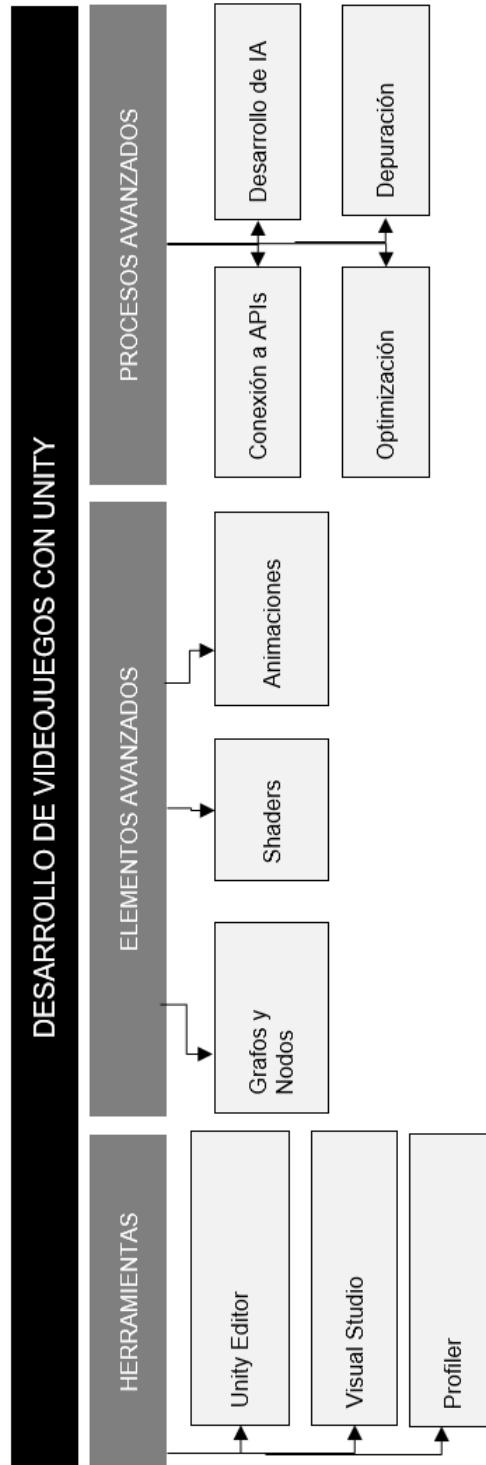 DESARROLLO DE VIDEOJUEGOS CON UNITY
HERRAMIENTAS
Unity Editor
Visual Studio
Profiler
ELEMENTOS AVANZADOS
Grafos y
Nodos
Shaders
Animaciones
PROCESOS AVANZADOS
Conexión a APIs
Desarrollo de IA
Optimización
Depuración